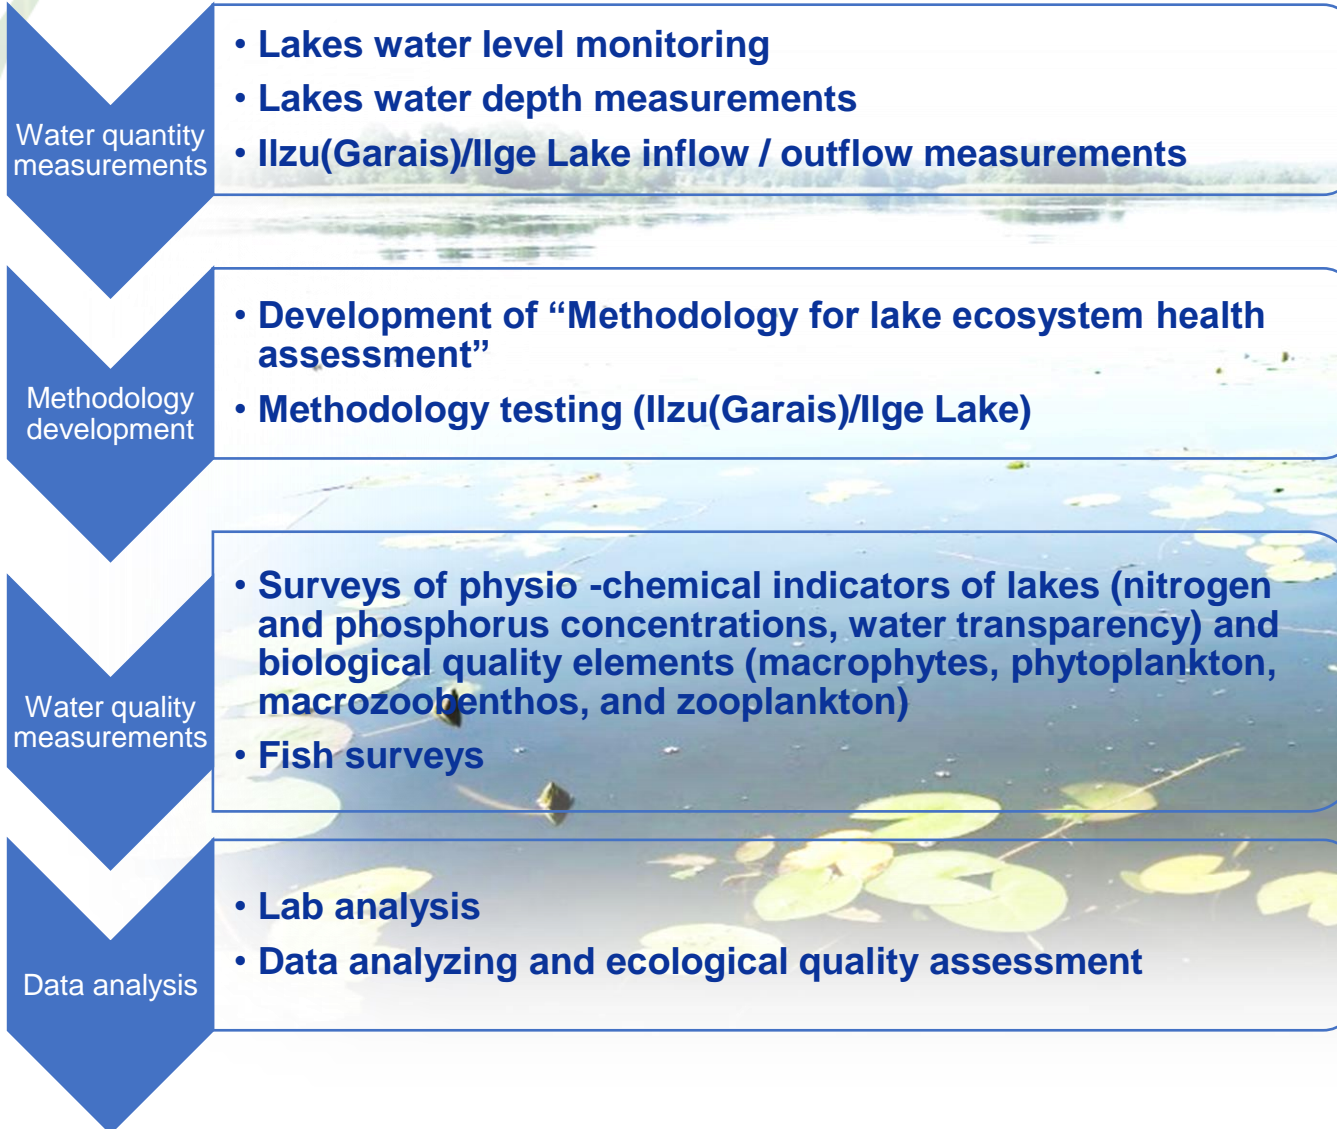 Water quantity
measurements
• Lakes water level monitoring
• Lakes water depth measurements
• Ilzu(Garais)/Ilge Lake inflow / outflow measurements
Methodology
development
• Development of “Methodology for lake ecosystem health
assessment”
• Methodology testing (Ilzu(Garais)/Ilge Lake)
Water quality
measurements
• Surveys of physio -chemical indicators of lakes (nitrogen
and phosphorus concentrations, water transparency) and
biological quality elements (macrophytes, phytoplankton,
macrozoobenthos, and zooplankton)
• Fish surveys
Data analysis
• Lab analysis
• Data analyzing and ecological quality assessment